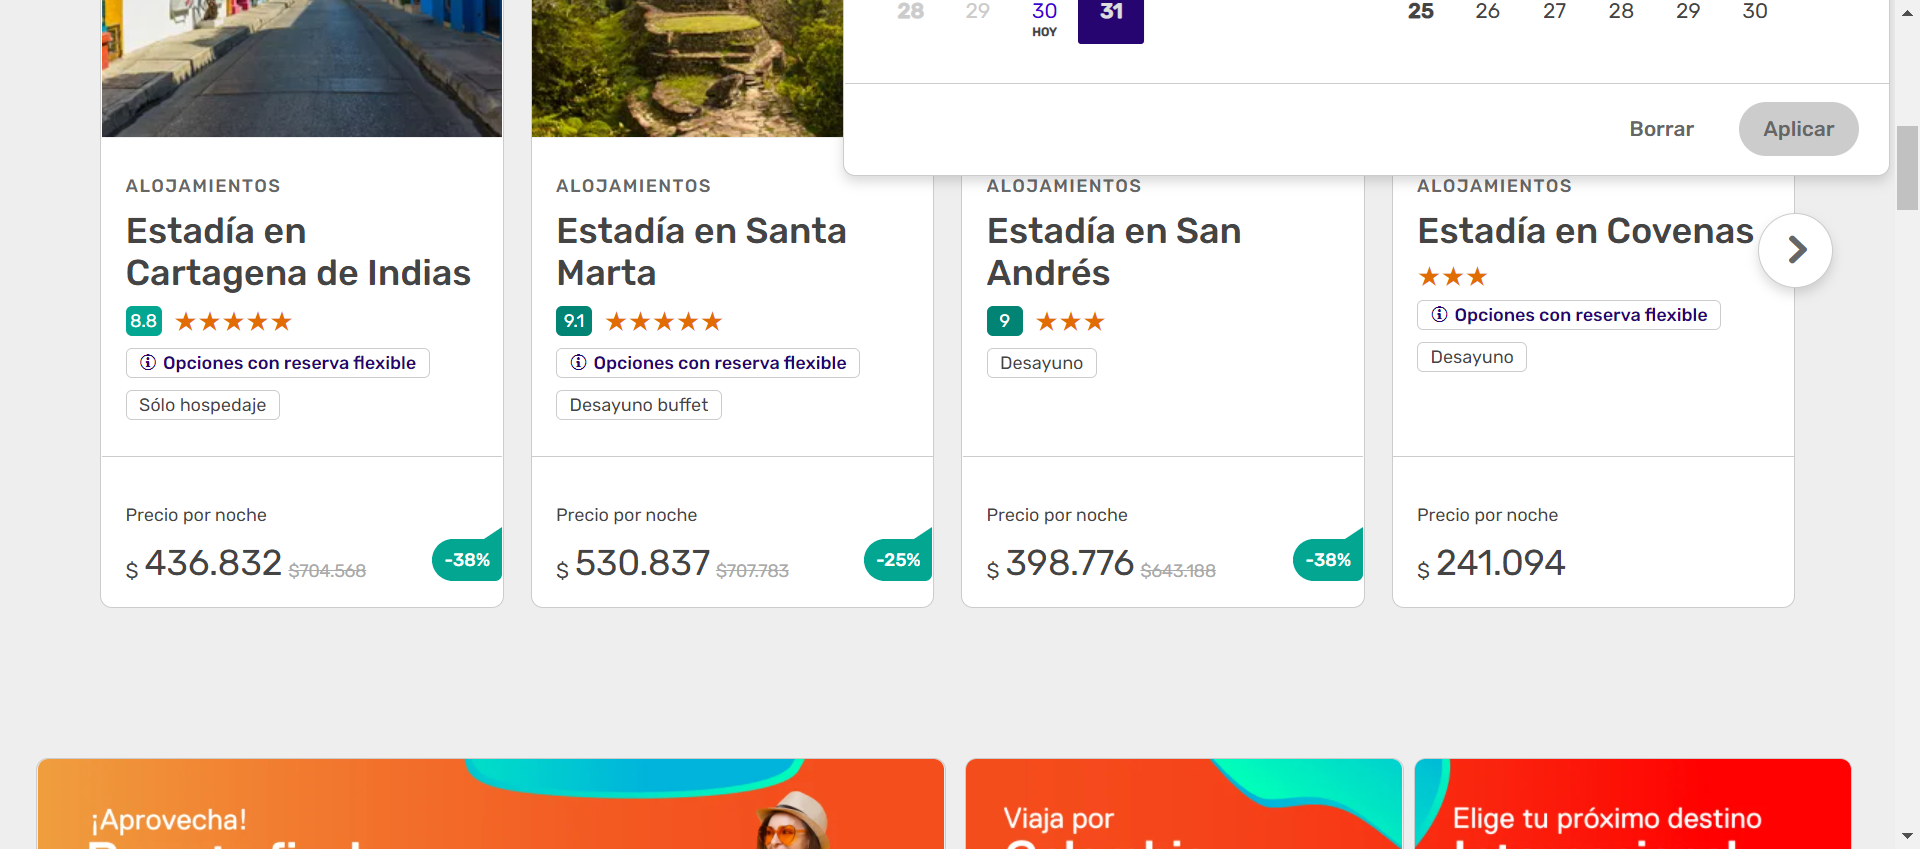 28 29 30 31 25 26 27 28 29 30
HOY
Borrar Aplicar
ALOJAMIENTOS
Estadía en
Cartagena de Indias
8.8
Opciones con reserva flexible
Sólo hospedaje
Precio por noche
$ 436.832 $704.568 -38%
ALOJAMIENTOS
Estadía en Santa
Marta
9.1
Opciones con reserva flexible
Desayuno buffet
Precio por noche
$ 530.837 $707.783 -25%
ALOJAMIENTOS
Estadía en San
Andrés
9
Desayuno
Precio por noche
$ 398.776 $643.188 -38%
ALOJAMIENTOS
Estadía en Covenas
Opciones con reserva flexible
Desayuno
Precio por noche
$ 241.094
¡Aprovecha!
Viaja por
Elige tu próximo destino